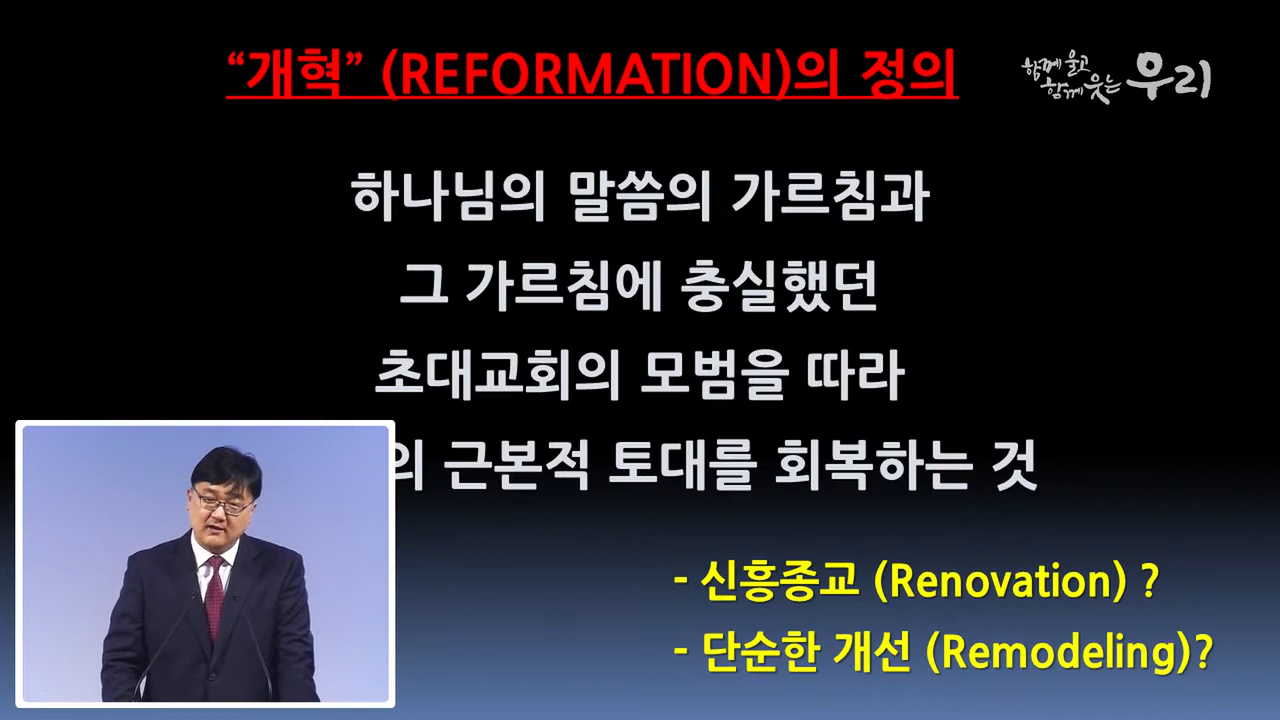 “개혁” (REFORMATION)의 정의
함께 울고
함께 웃는 우리
하나님의 말씀의 가르침과
그 가르침에 충실했던
초대교회의 모범을 따라
의 근본적 토대를 회복하는 것
- 신흥종교 (Renovation) ?
- 단순한 개선 (Remodeling)?